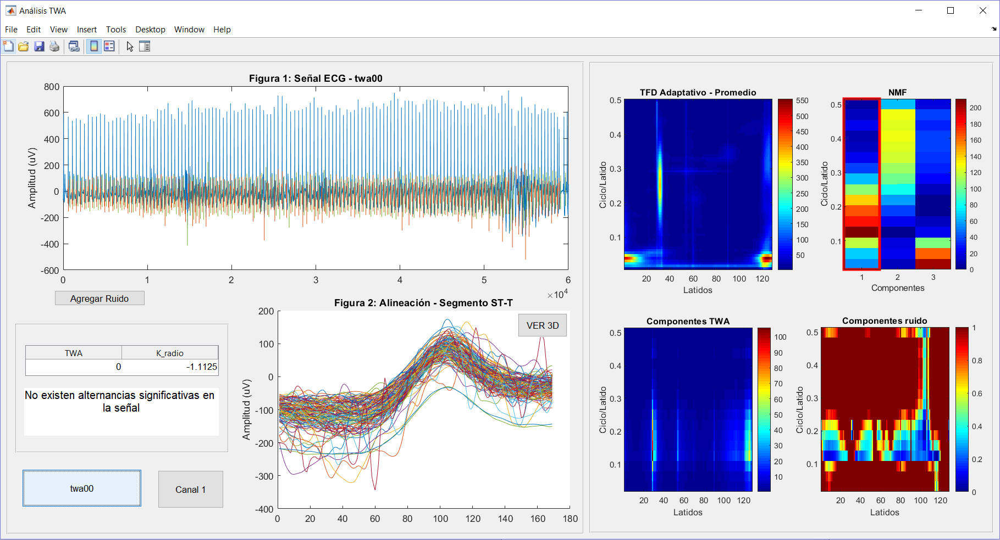 Análisis TWA
File Edit View Insert Tools Desktop Window Help
Figura 1: Señal ECG - twa00
800
600
400
200
0
-200
-400
-600
Amplitud (uV)
0 1 2 3 4 5 6
×10^4
Agregar Ruido
TWA K_radio
0 -1.1125
No existen alternancias significativas en
la señal
twa00
Canal 1
Figura 2: Alineación - Segmento ST-T
VER 3D
200
100
0
-100
-200
-300
-400
Amplitud (uV)
0 20 40 60 80 100 120 140 160 180
TFD Adaptativo - Promedio
0.5
0.4
0.3
0.2
0.1
Ciclo/Latido
20 40 60 80 100 120
Latidos
550
500
450
400
350
300
250
200
150
100
50
NMF
0.5
0.4
0.3
0.2
0.1
Ciclo/Latido
1 2 3
Componentes
200
180
160
140
120
100
80
60
40
20
0
Componentes TWA
0.5
0.4
0.3
0.2
0.1
Ciclo/Latido
20 40 60 80 100 120
Latidos
100
90
80
70
60
50
40
30
20
10
Componentes ruido
0.5
0.4
0.3
0.2
0.1
Ciclo/Latido
20 40 60 80 100 120
Latidos
1
0.8
0.6
0.4
0.2
0